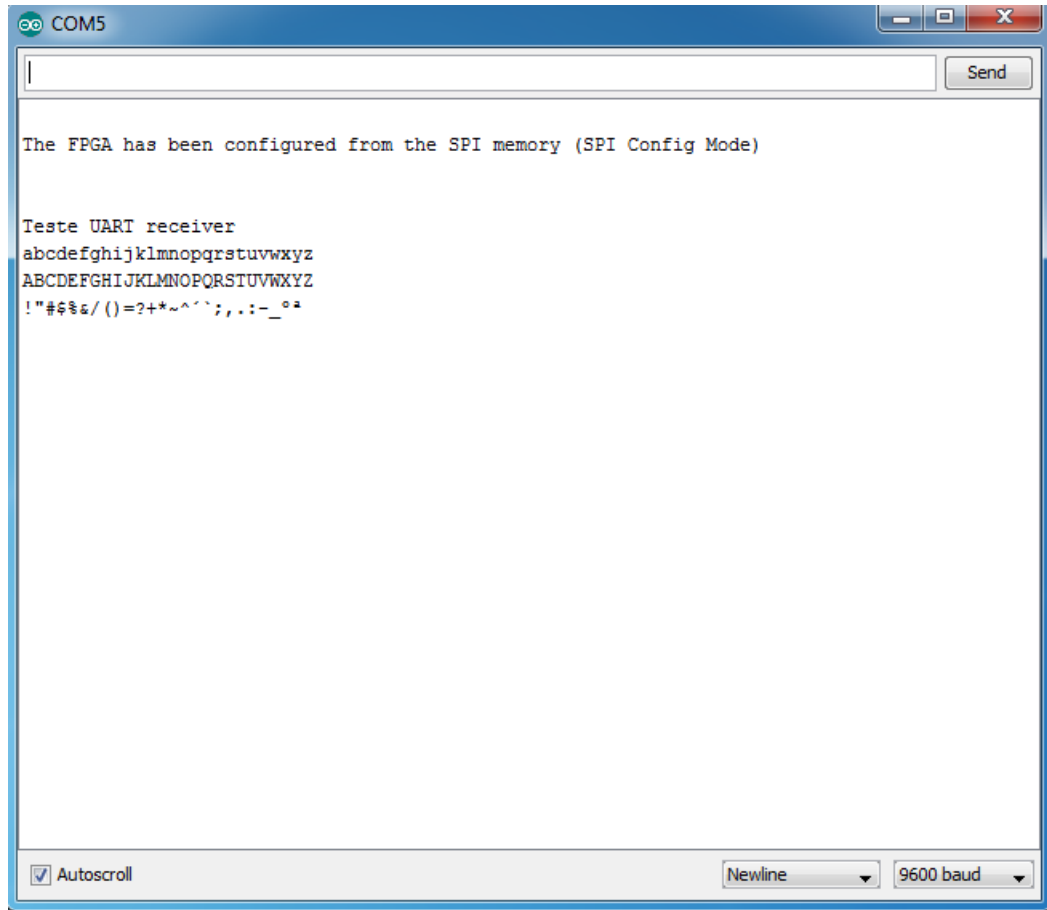 COM5
Send
The FPGA has been configured from the SPI memory (SPI Config Mode)
Teste UART receiver
abcdefghijklmnopqrstuvwxyz
ABCDEFGHIJKLMNOPQRSTUVWXYZ
!"#$%&/()=?+*~^´`;,.:-_ºª
Autoscroll
Newline
9600 baud